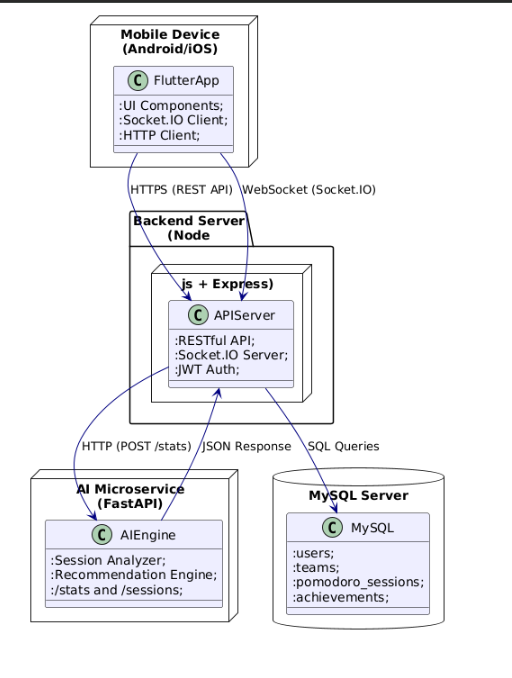 Mobile Device
(Android/iOS)
C FlutterApp
:UI Components;
:Socket.IO Client;
:HTTP Client;
HTTPS (REST API) WebSocket (Socket.IO)
Backend Server
(Node
js + Express)
C APIServer
:RESTful API;
:Socket.IO Server;
:JWT Auth;
HTTP (POST /stats) JSON Response SQL Queries
AI Microservice
(FastAPI)
C AIEngine
:Session Analyzer;
:Recommendation Engine;
:/stats and /sessions;
MySQL Server
C MySQL
:users;
:teams;
:pomodoro_sessions;
:achievements;